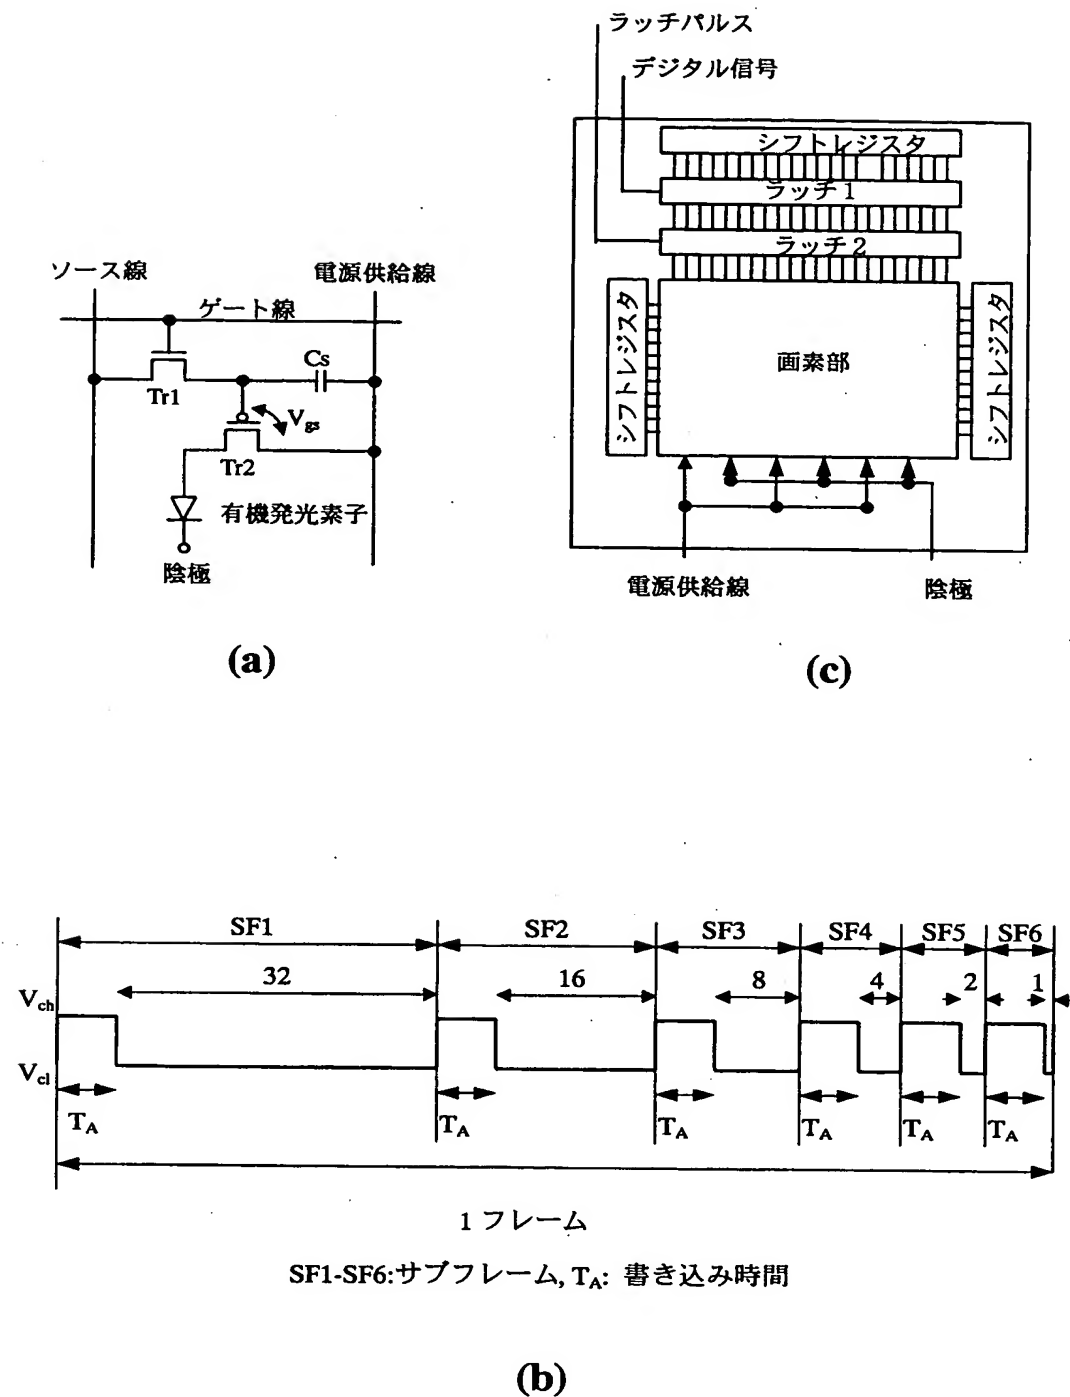 ラッチパルス
デジタル信号
シフトレジスタ
ラッチ1
ラッチ2
シフトレジスタ
画素部
シフトレジスタ
電源供給線
陰極
(c)
ソース線
電源供給線
ゲート線
Cs
Tr1
Vgs
Tr2
有機発光素子
陰極
(a)
SF1 SF2 SF3 SF4 SF5 SF6
32 16 8 4 2 1
Vch
Vcl
TA TA TA TA TA TA
1 フレーム
SF1-SF6:サブフレーム, TA: 書き込み時間
(b)